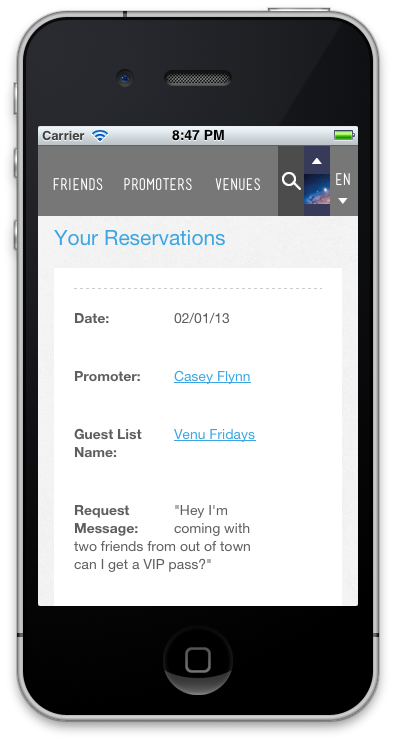 Carrier 8:47 PM
FRIENDS PROMOTERS VENUES EN
Your Reservations
Date: 02/01/13
Promoter: Casey Flynn
Guest List Venu Fridays
Name:
Request "Hey I'm
Message: coming with
two friends from out of town
can I get a VIP pass?"